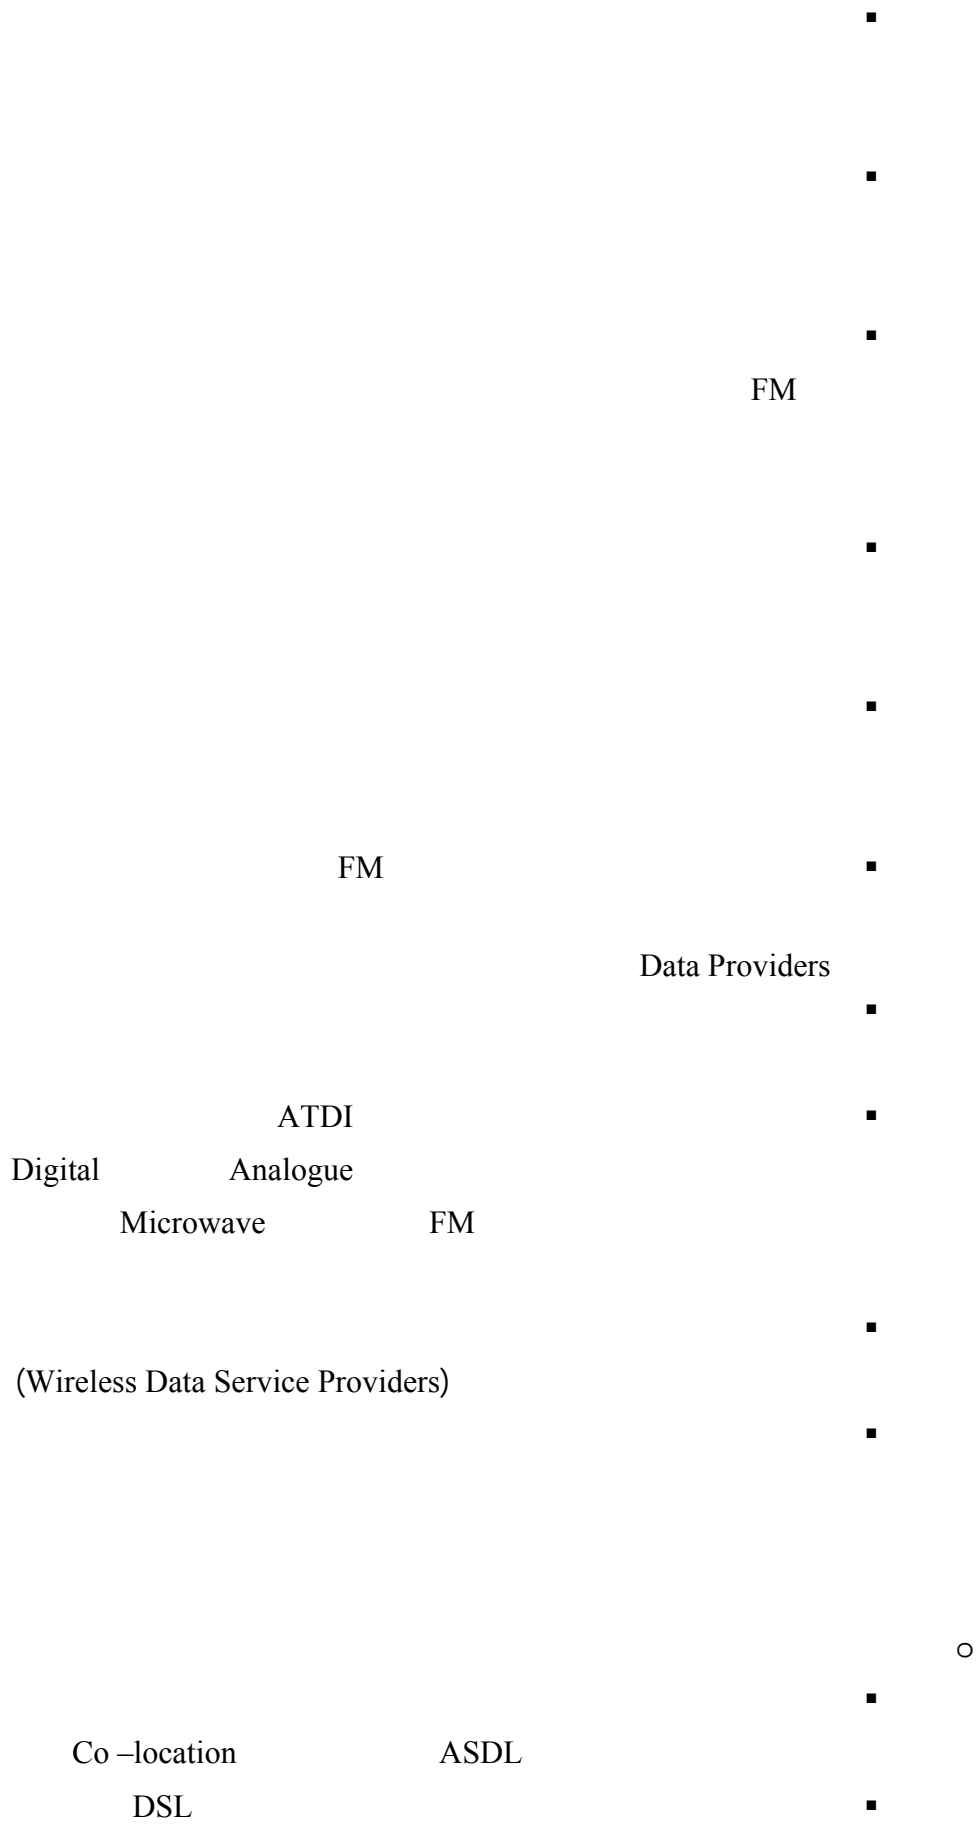 ▪
▪
▪
FM
▪
▪
▪ FM
Data Providers
▪
▪ ATDI
Analogue Digital
FM Microwave
▪
(Wireless Data Service Providers)
▪
○
▪
ASDL Co –location
▪ DSL